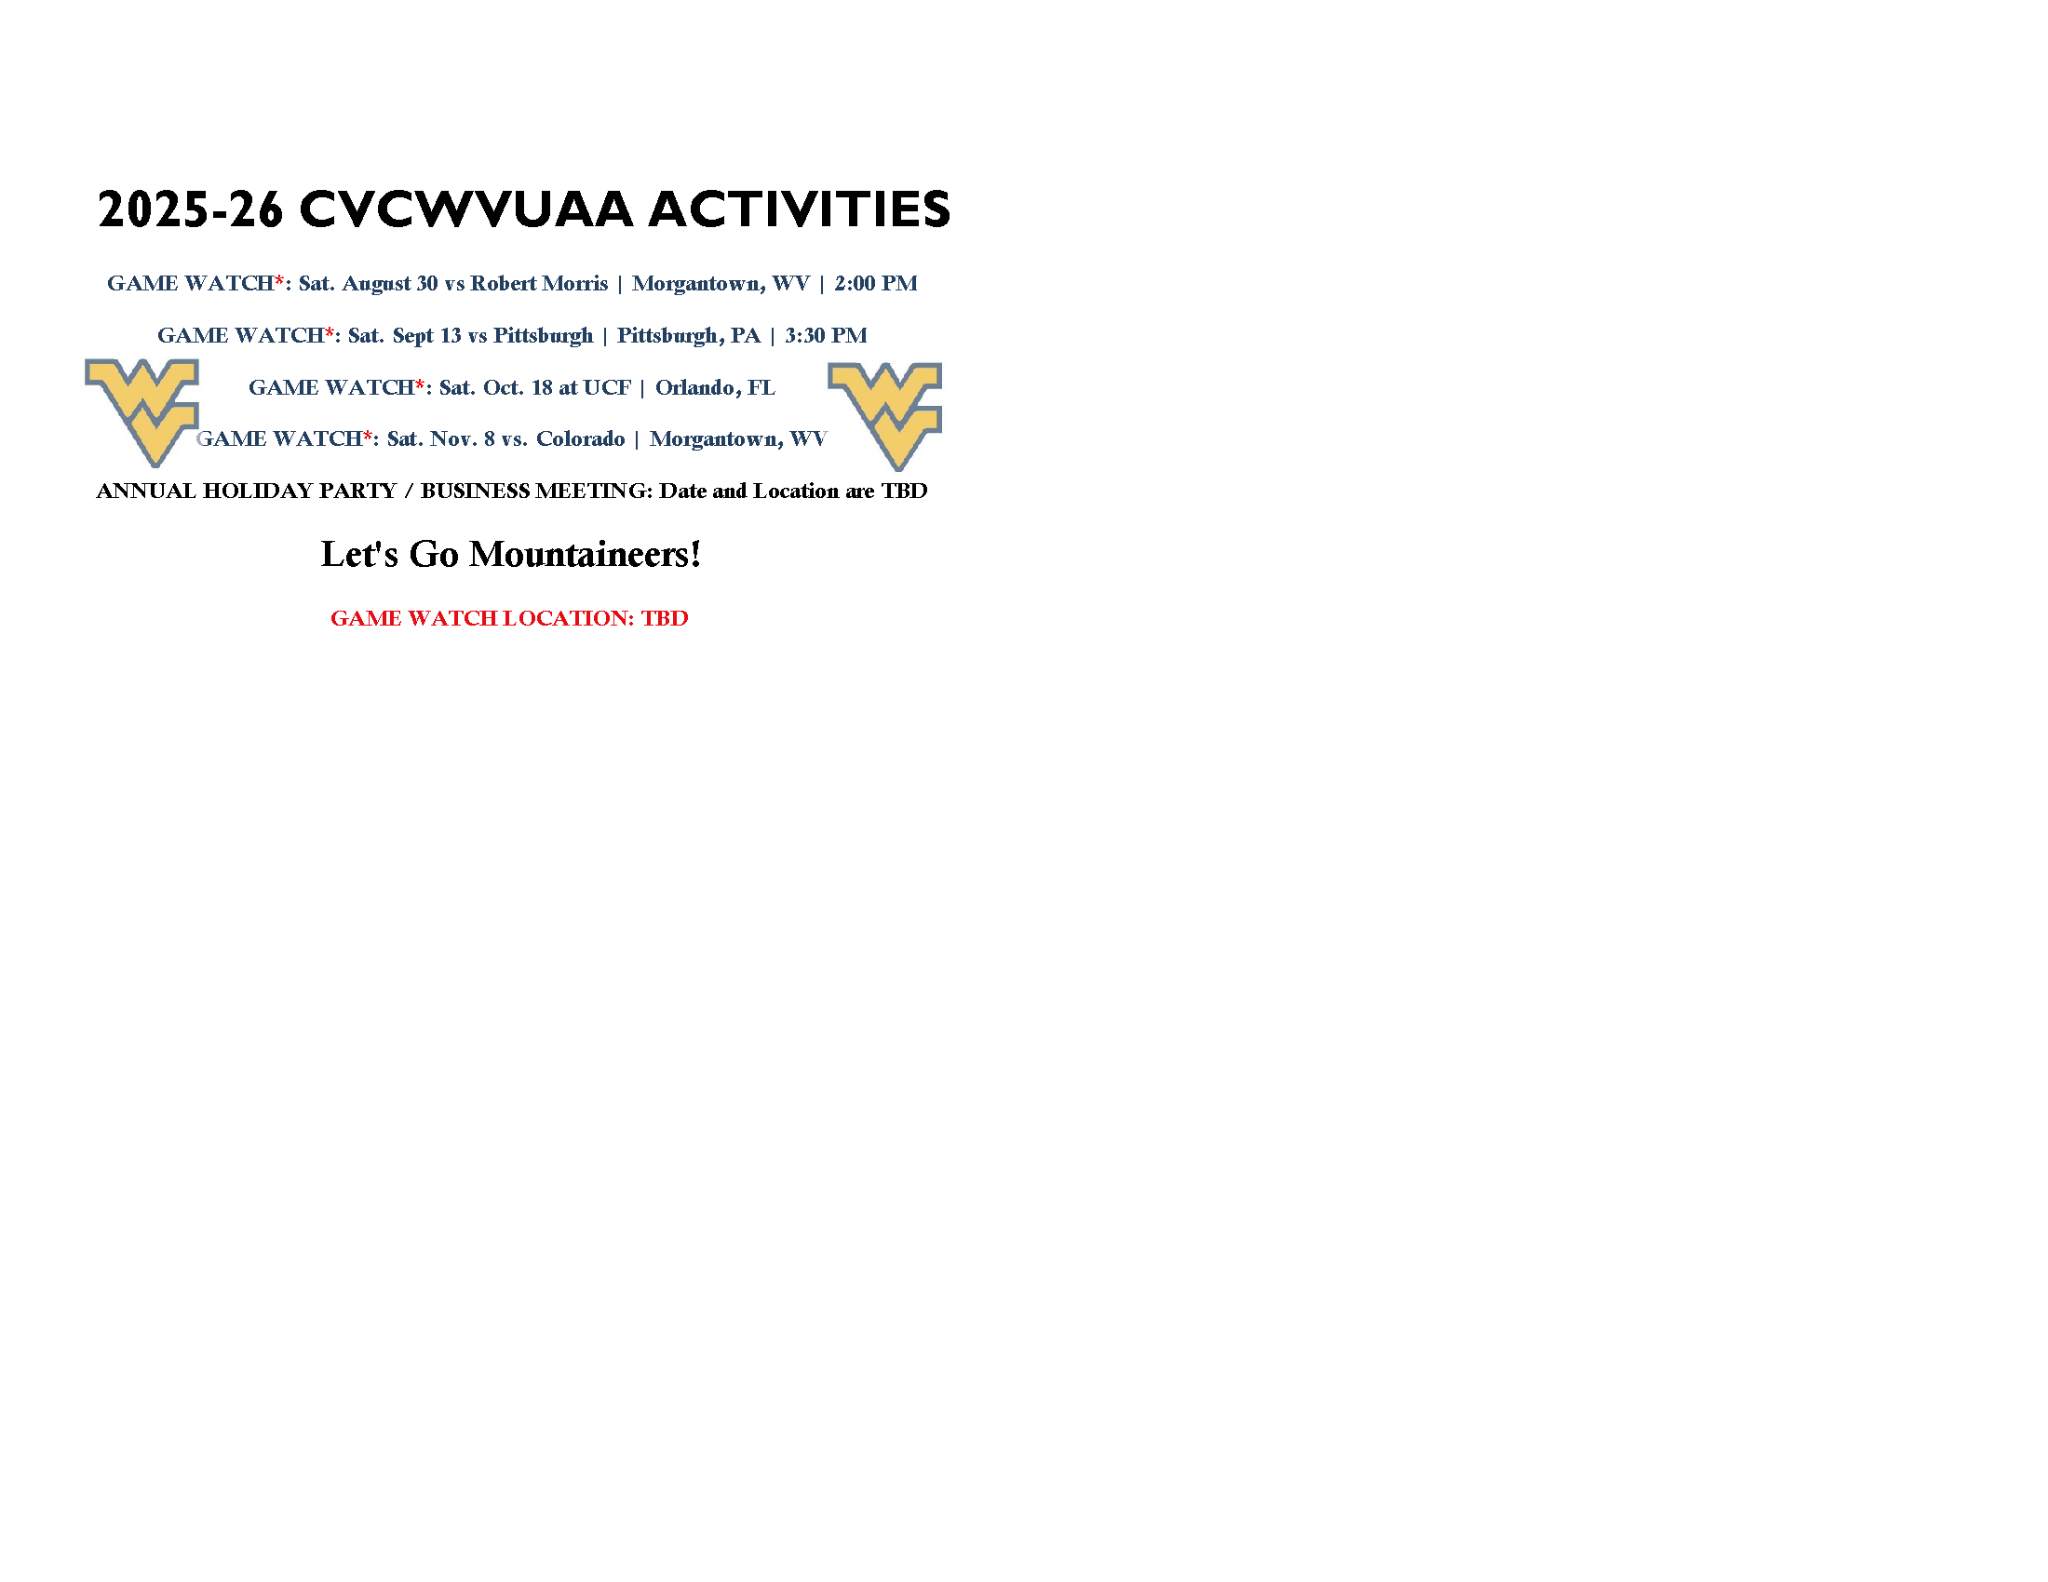 2025-26 CVCWVUAA ACTIVITIES
GAME WATCH*: Sat. August 30 vs Robert Morris | Morgantown, WV | 2:00 PM
GAME WATCH*: Sat. Sept 13 vs Pittsburgh | Pittsburgh, PA | 3:30 PM
GAME WATCH*: Sat. Oct. 18 at UCF | Orlando, FL
GAME WATCH*: Sat. Nov. 8 vs. Colorado | Morgantown, WV
ANNUAL HOLIDAY PARTY / BUSINESS MEETING: Date and Location are TBD
Let's Go Mountaineers!
GAME WATCH LOCATION: TBD